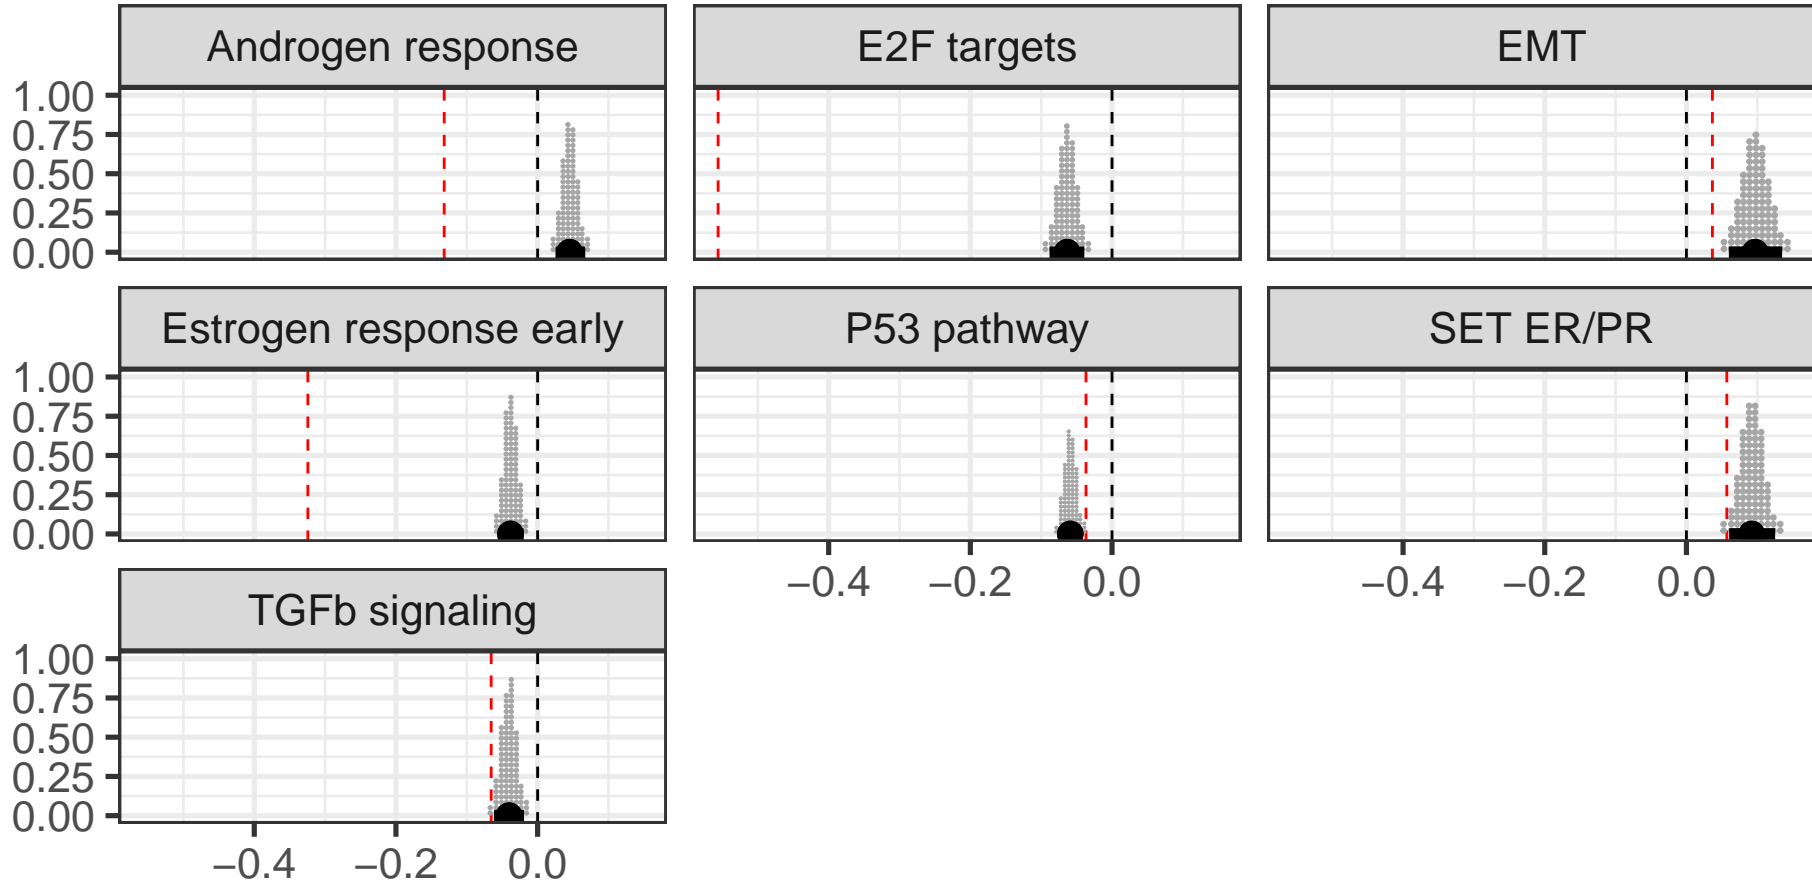 Androgen response
E2F targets
EMT
1.00
0.75
0.50
0.25
0.00
Estrogen response early
P53 pathway
SET ER/PR
1.00
0.75
0.50
0.25
0.00
−0.4 −0.2 0.0
−0.4 −0.2 0.0
TGFb signaling
1.00
0.75
0.50
0.25
0.00
−0.4 −0.2 0.0